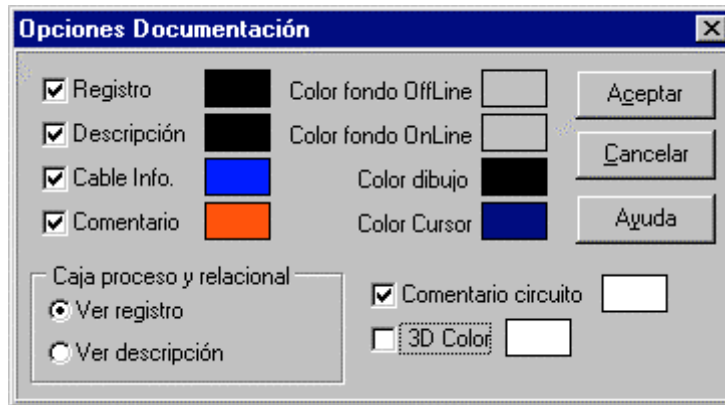 Opciones Documentación
Registro
Color fondo OffLine
Aceptar
Descripción
Color fondo OnLine
Cancelar
Cable Info.
Color dibujo
Comentario
Color Cursor
Ayuda
Caja proceso y relacional
Ver registro
Ver descripción
Comentario circuito
3D Color